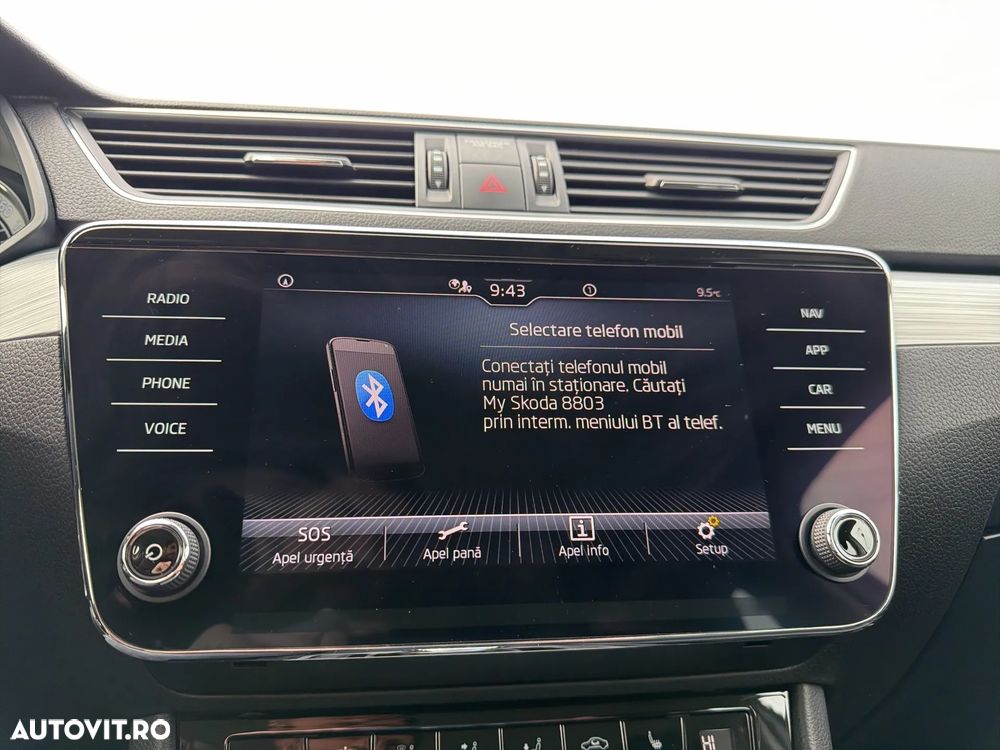 RADIO
MEDIA
PHONE
VOICE
9:43
9.5°C
Selectare telefon mobil
Conectați telefonul mobil
numai în staționare. Căutați
My Skoda 8803
prin interm. meniului BT al telef.
SOS
Apel urgență
Apel pană
Apel info
Setup
NAV
APP
CAR
MENU
HI
AUTOVIT.RO